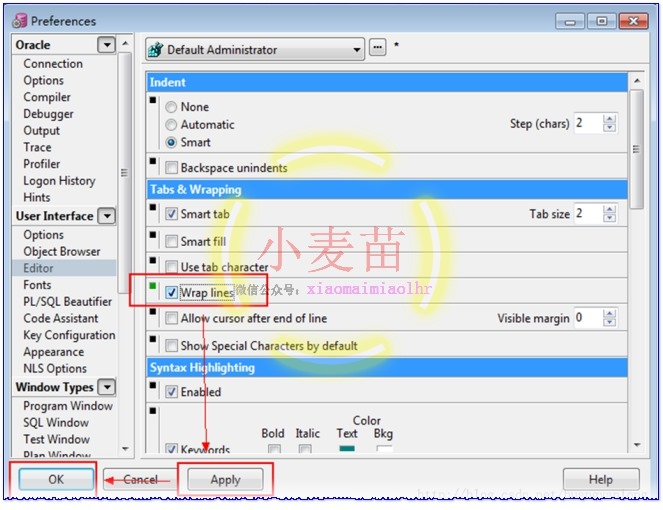 Preferences
Oracle
Connection
Options
Compiler
Debugger
Output
Trace
Profiler
Logon History
Hints
User Interface
Options
Object Browser
Editor
Fonts
PL/SQL Beautifier
Code Assistant
Key Configuration
Appearance
NLS Options
Window Types
Program Window
SQL Window
Test Window
Plan Window
Default Administrator ... *
Indent
None
Automatic
Smart
Step (chars) 2
Backspace unindents
Tabs & Wrapping
Smart tab
Tab size 2
Smart fill
Use tab character
Wrap lines
Allow cursor after end of line
Visible margin 0
Show Special Characters by default
Syntax Highlighting
Enabled
Color
Bold Italic Text Bkg
Keywords
小麦苗
微信公众号：xiaomaimiaolhr
OK
Cancel
Apply
Help